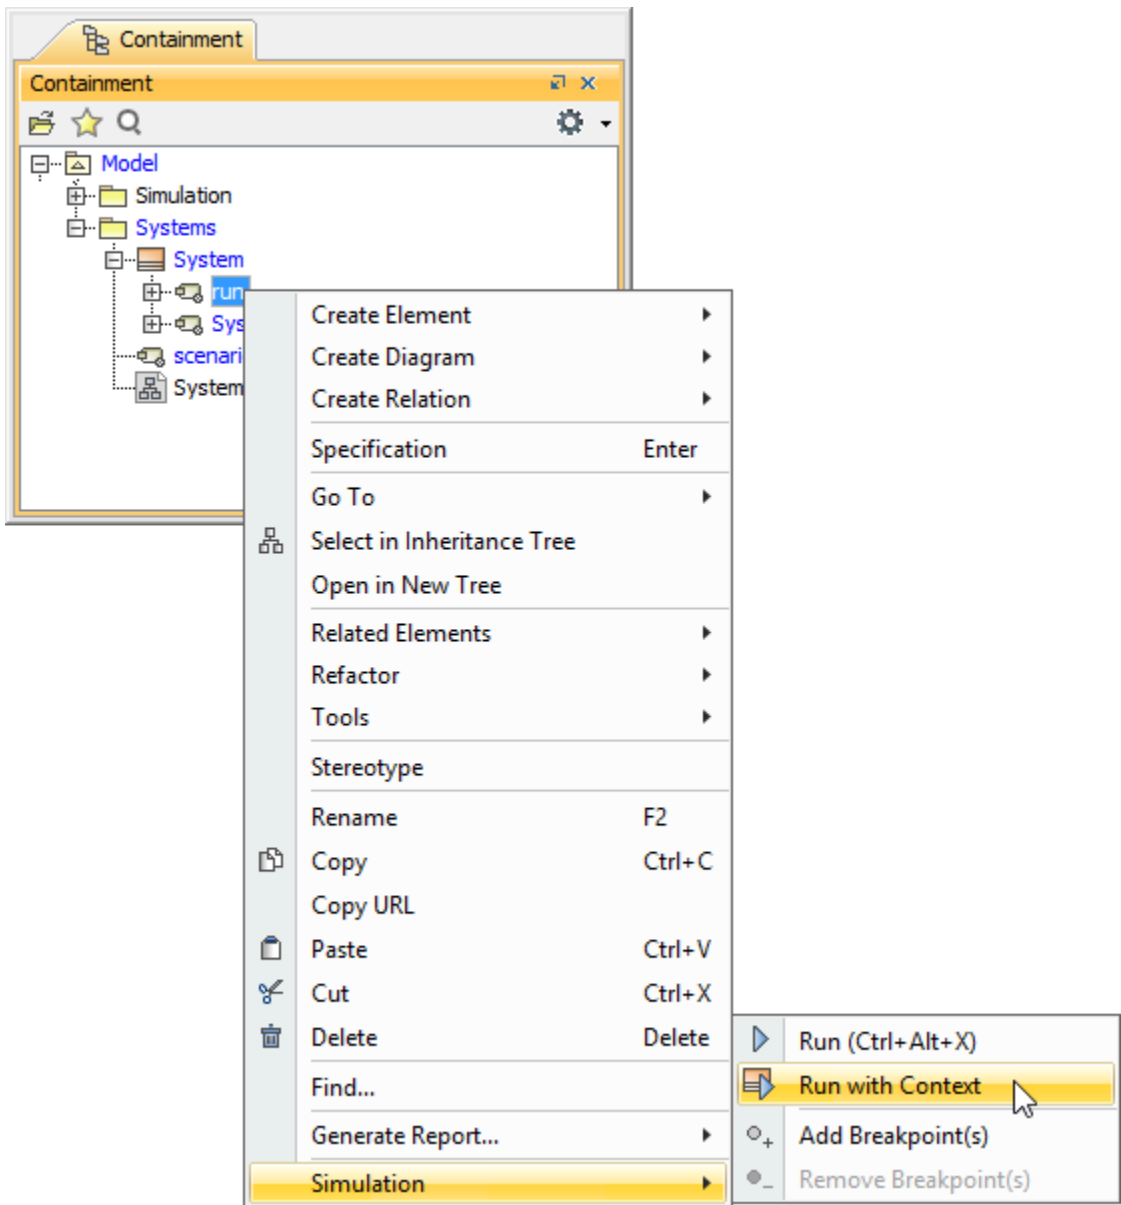 Containment
Containment
Model
Simulation
Systems
System
run
Sys
scenari
System
Create Element
Create Diagram
Create Relation
Specification Enter
Go To
Select in Inheritance Tree
Open in New Tree
Related Elements
Refactor
Tools
Stereotype
Rename F2
Copy Ctrl+C
Copy URL
Paste Ctrl+V
Cut Ctrl+X
Delete Delete
Find...
Generate Report...
Simulation
Run (Ctrl+Alt+X)
Run with Context
Add Breakpoint(s)
Remove Breakpoint(s)